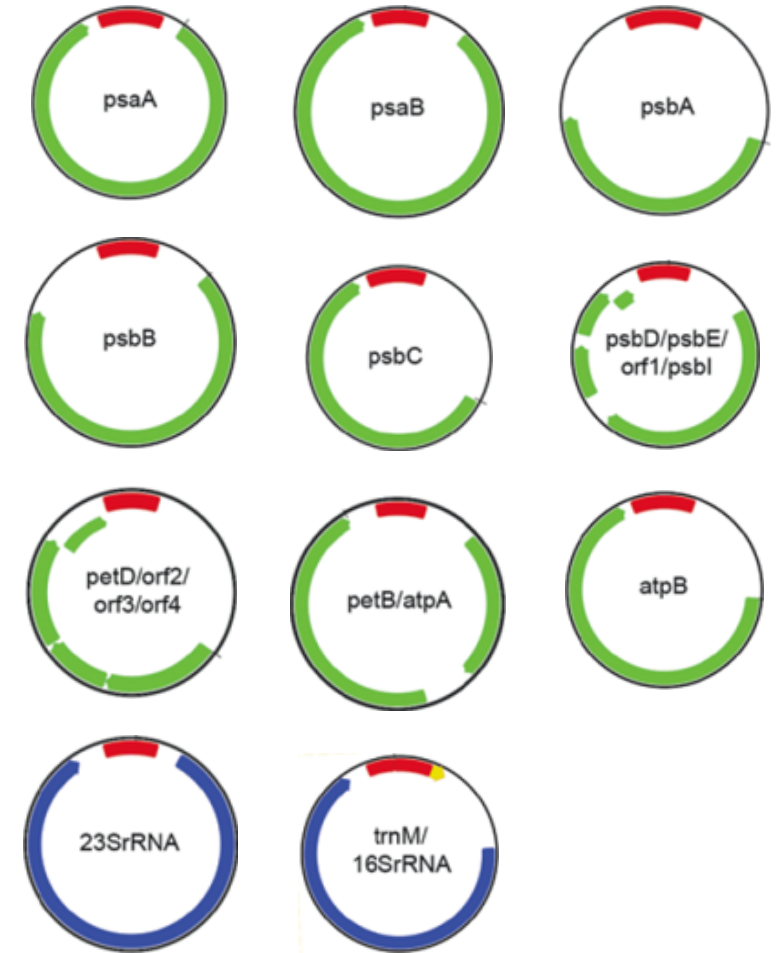 psaA
psaB
psbA
psbB
psbC
psbD/psbE/
orf1/psbI
petD/orf2/
orf3/orf4
petB/atpA
atpB
23SrRNA
trnM/
16SrRNA